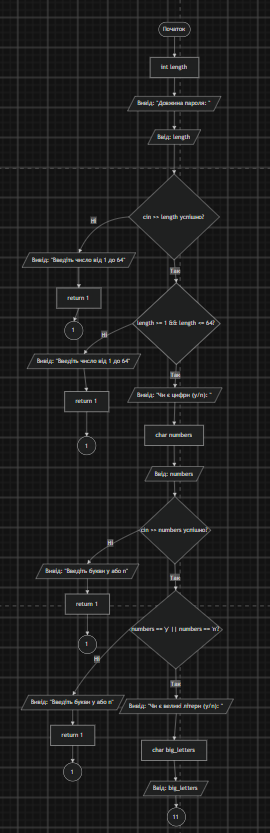 Початок
int length
Вивід: "Довжина пароля: "
Ввід: length
cin >> length успішно?
Ні
Вивід: "Введіть число від 1 до 64"
Так
return 1
1
length >= 1 && length <= 64?
Ні
Вивід: "Введіть число від 1 до 64"
Так
Вивід: "Чи є цифри (y/n): "
return 1
char numbers
1
Ввід: numbers
cin >> numbers успішно?
Ні
Вивід: "Введіть букви y або n"
Так
return 1
numbers == 'y' || numbers == 'n'?
1
Ні
Так
Вивід: "Введіть букви y або n"
Вивід: "Чи є великі літери (y/n): "
return 1
char big_letters
1
Ввід: big_letters
11